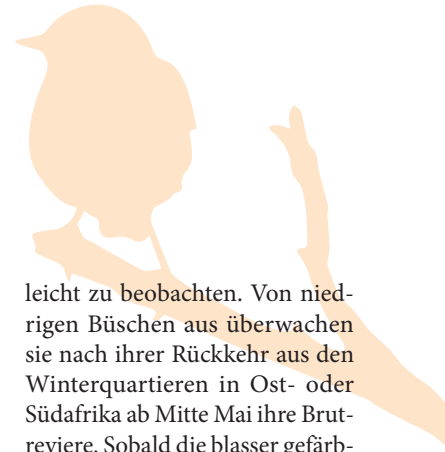 leicht zu beobachten. Von nied-
rigen Büschen aus überwachen
sie nach ihrer Rückkehr aus den
Winterquartieren in Ost- oder
Südafrika ab Mitte Mai ihre Brut-
reviere. Sobald die blasser gefärb-